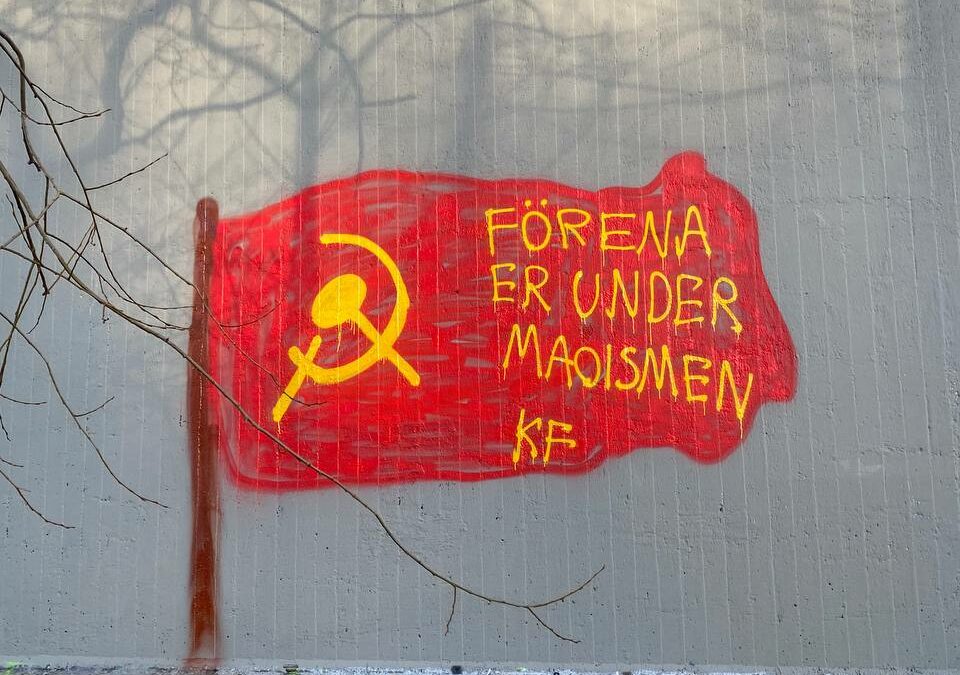 FÖRENA
ER UNDER
MAOISMEN
KF